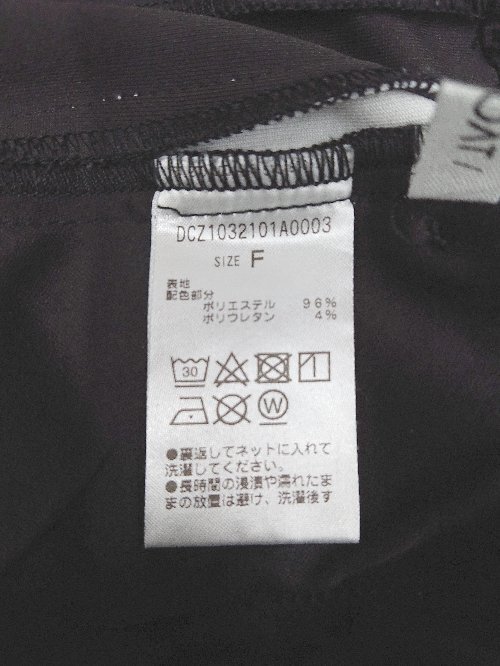 DCZ1032101A0003
SIZE F
表地
配色部分
ポリエステル 96%
ポリウレタン 4%
30
W
●裏返してネットに入れて
洗濯してください。
●長時間の浸漬や濡れたま
まの放置は避け、洗濯後す